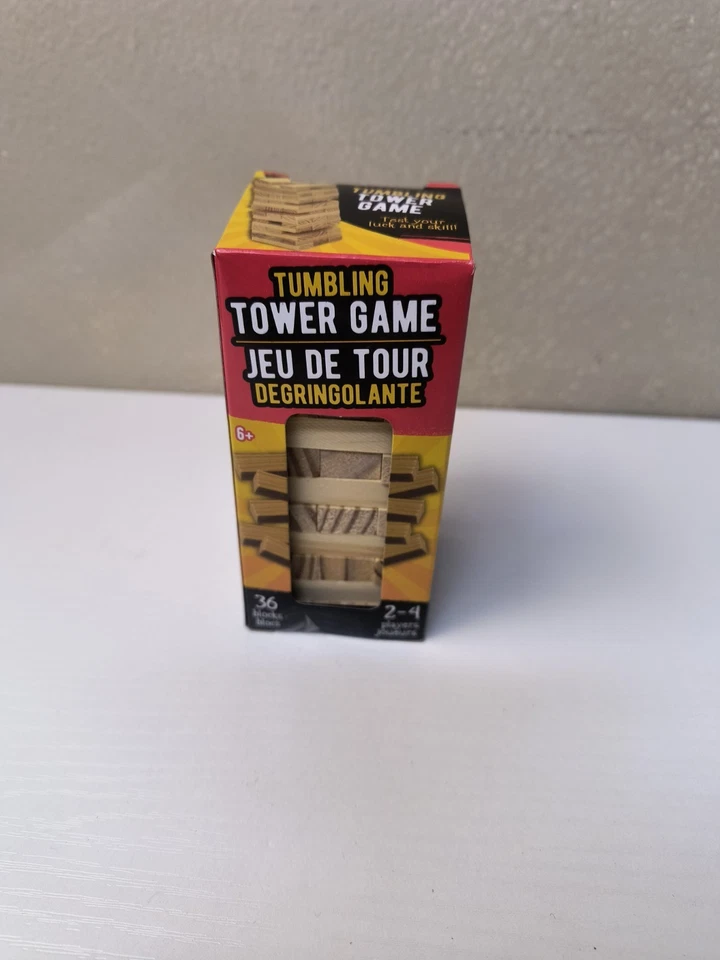 TUMBLING
TOWER
GAME
Test your
luck and skill!
TUMBLING
TOWER GAME
JEU DE TOUR
DEGRINGOLANTE
6+
36
blocks
blocs
2-4
players
joueurs